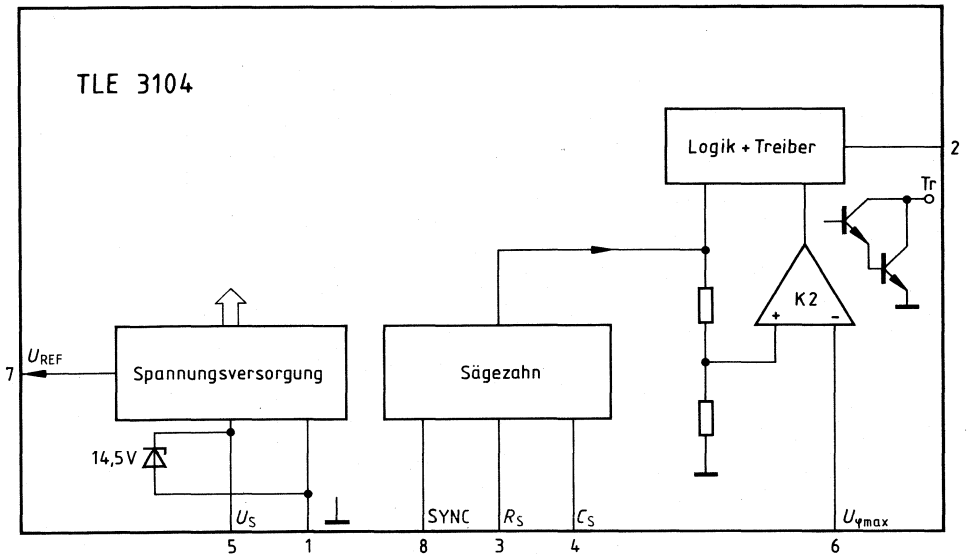 TLE 3104
Logik + Treiber
2
Tr
K2
+ -
U_REF
7
Spannungsversorgung
Sägezahn
14,5 V
U_S
SYNC
R_S
C_S
U_φmax
5 1 8 3 4 6